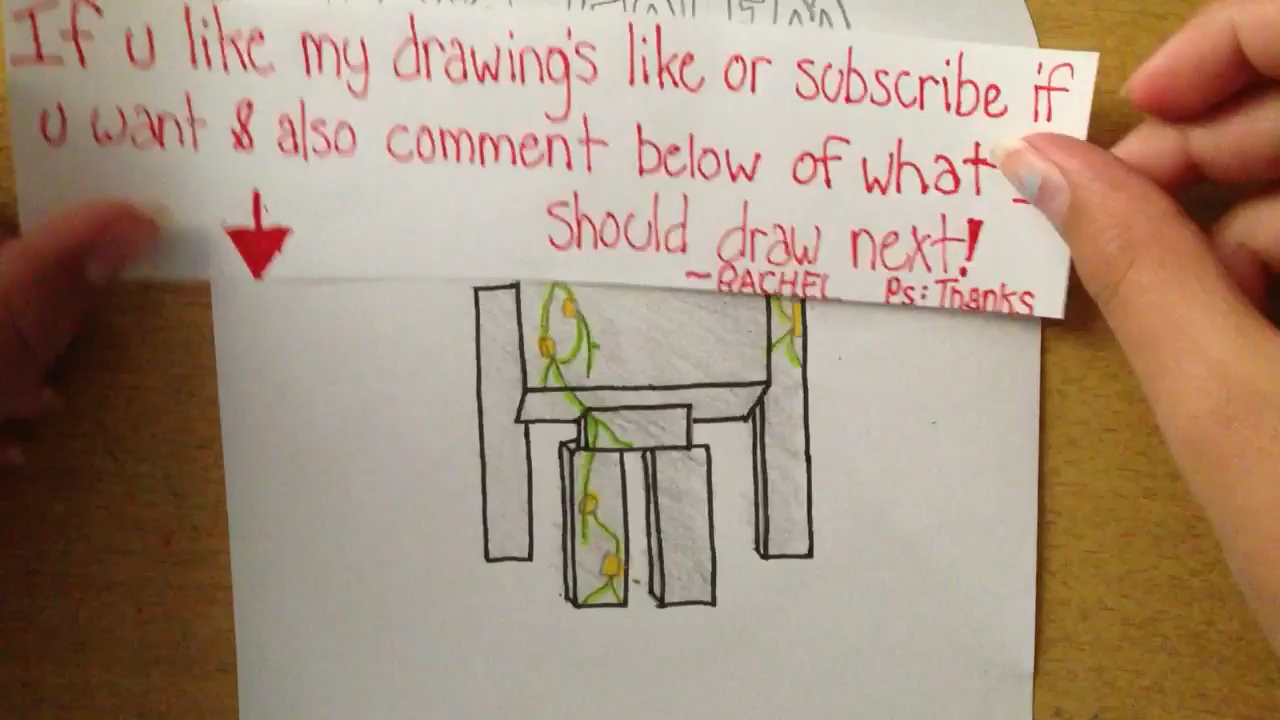 If u like my drawing's like or subscribe if
u want & also comment below of what
should draw next!
~RACHEL Ps: Thanks